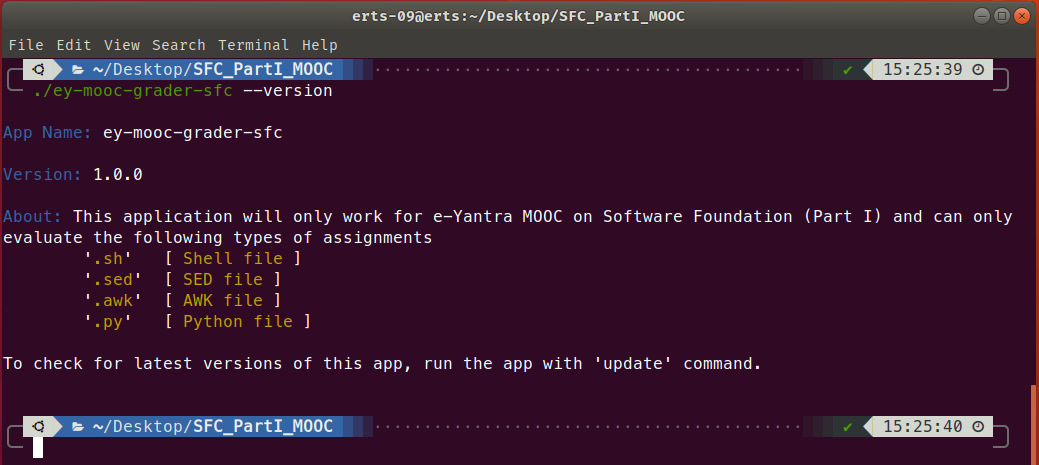 erts-09@erts:~/Desktop/SFC_PartI_MOOC
File Edit View Search Terminal Help
~/Desktop/SFC_PartI_MOOC ✔ 15:25:39
./ey-mooc-grader-sfc --version
App Name: ey-mooc-grader-sfc
Version: 1.0.0
About: This application will only work for e-Yantra MOOC on Software Foundation (Part I) and can only
evaluate the following types of assignments
'.sh' [ Shell file ]
'.sed' [ SED file ]
'.awk' [ AWK file ]
'.py' [ Python file ]
To check for latest versions of this app, run the app with 'update' command.
~/Desktop/SFC_PartI_MOOC ✔ 15:25:40